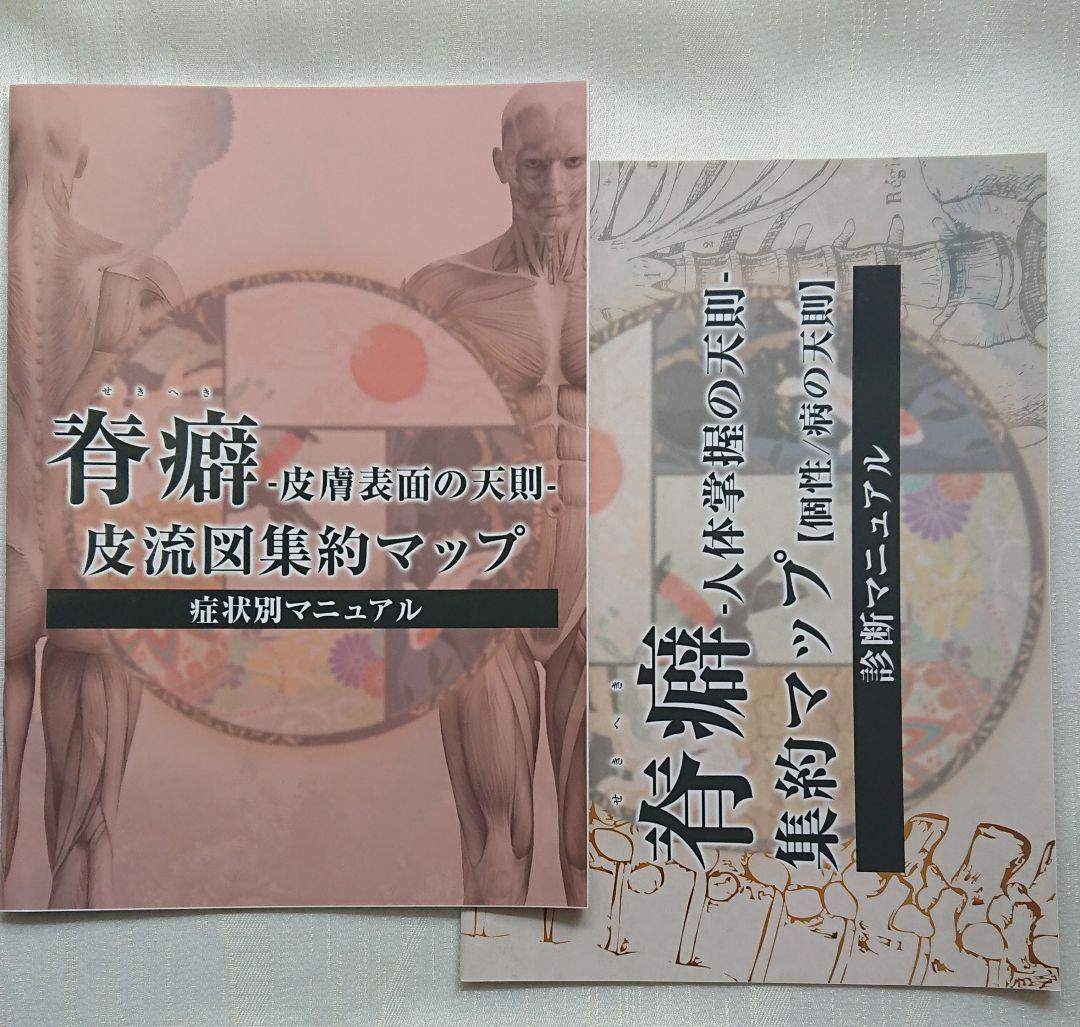 せきへき
脊癖-皮膚表面の天則-
皮流図集約マップ
症状別マニュアル
Régi
せきへき
脊癖-人体掌握の天則-
集約マップ【個性/病の天則】
診断マニュアル